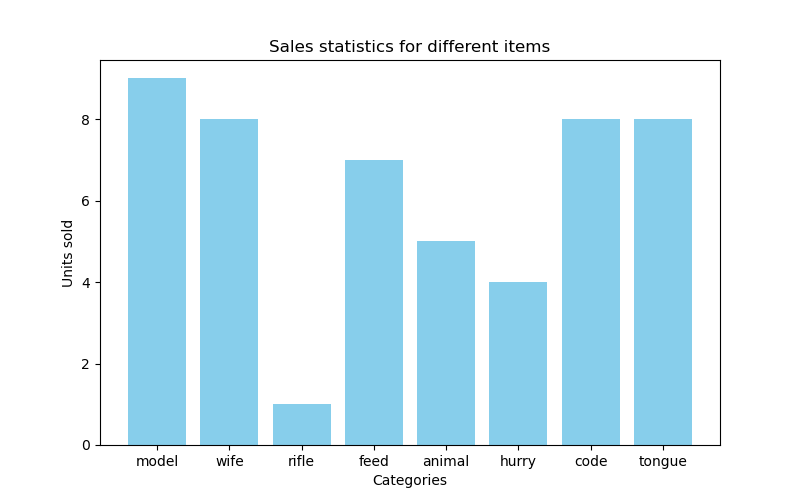 Sales statistics for different items
Units sold
8
6
4
2
0
model wife rifle feed animal hurry code tongue
Categories